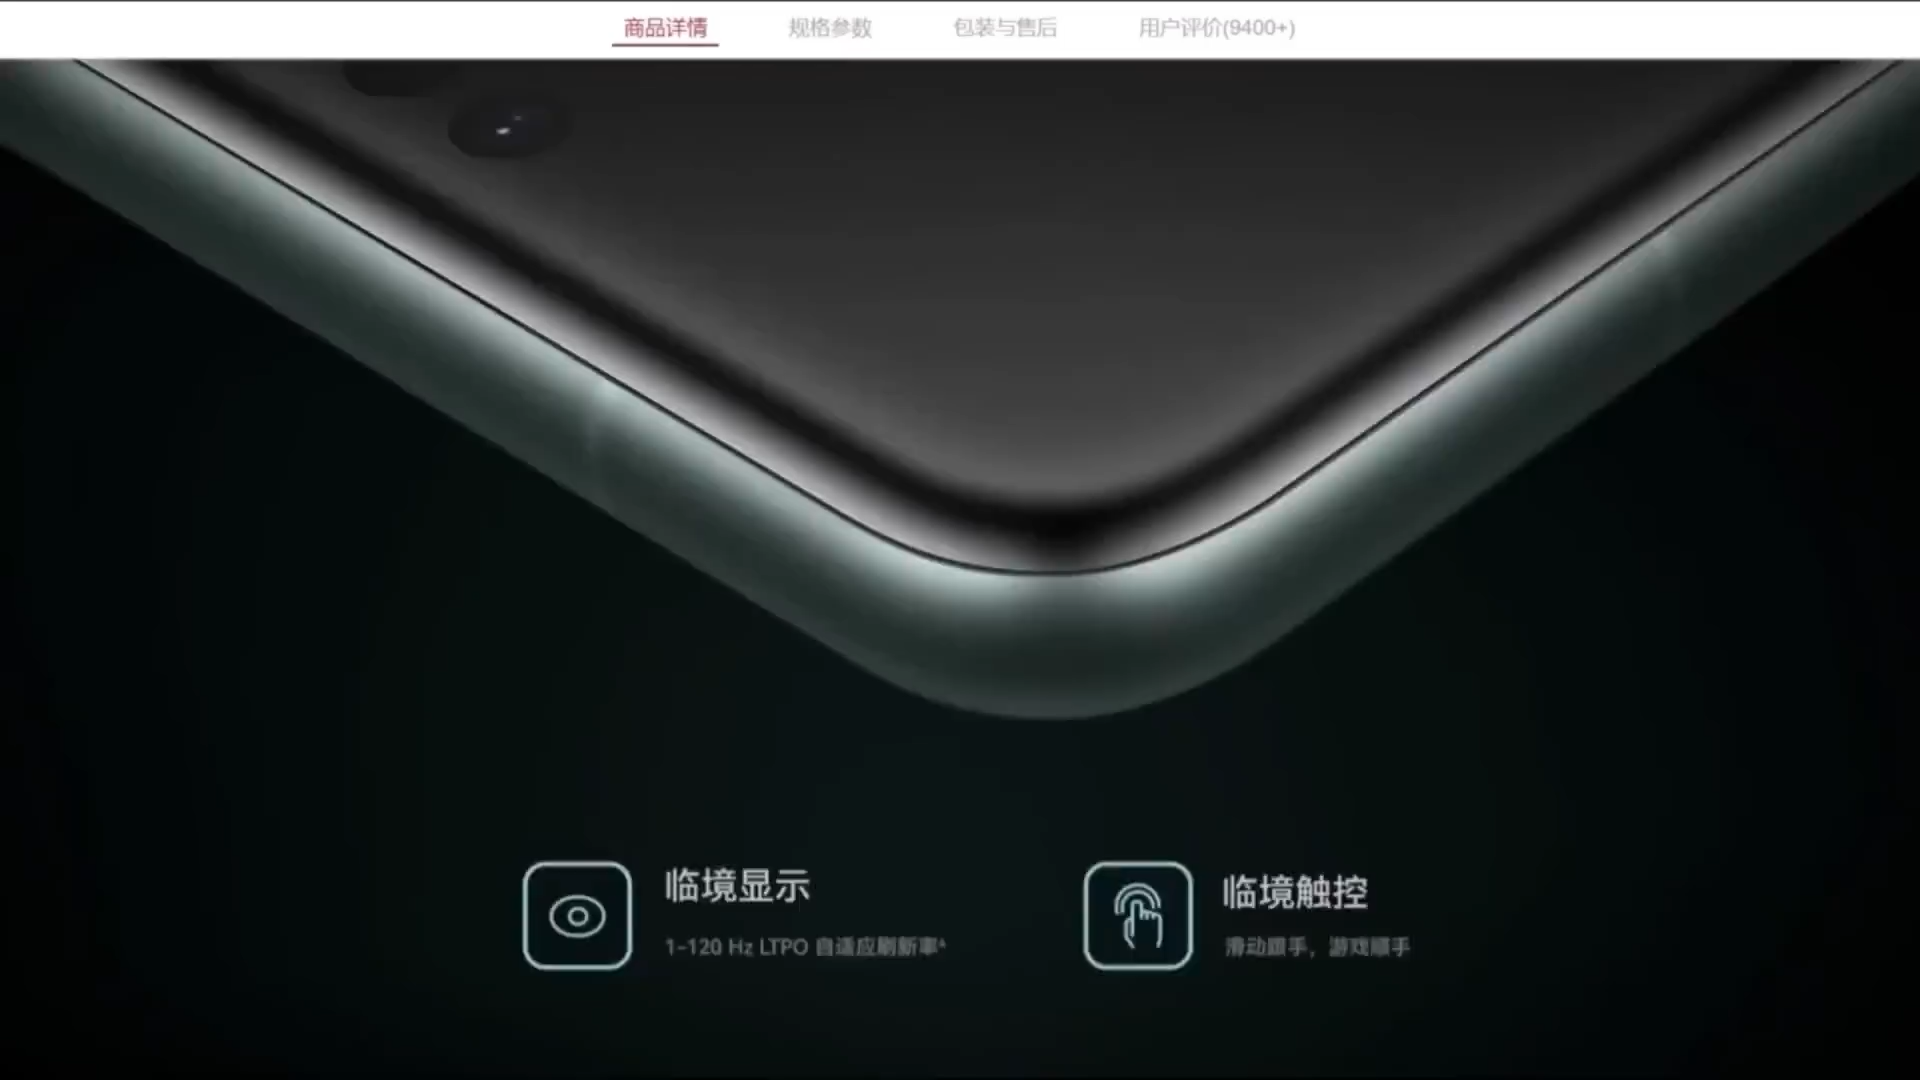 商品详情
规格参数
包装与售后
用户评价(9400+)
临境显示
1-120 Hz LTPO 自适应刷新率
临境触控
滑动跟手，游戏顺手